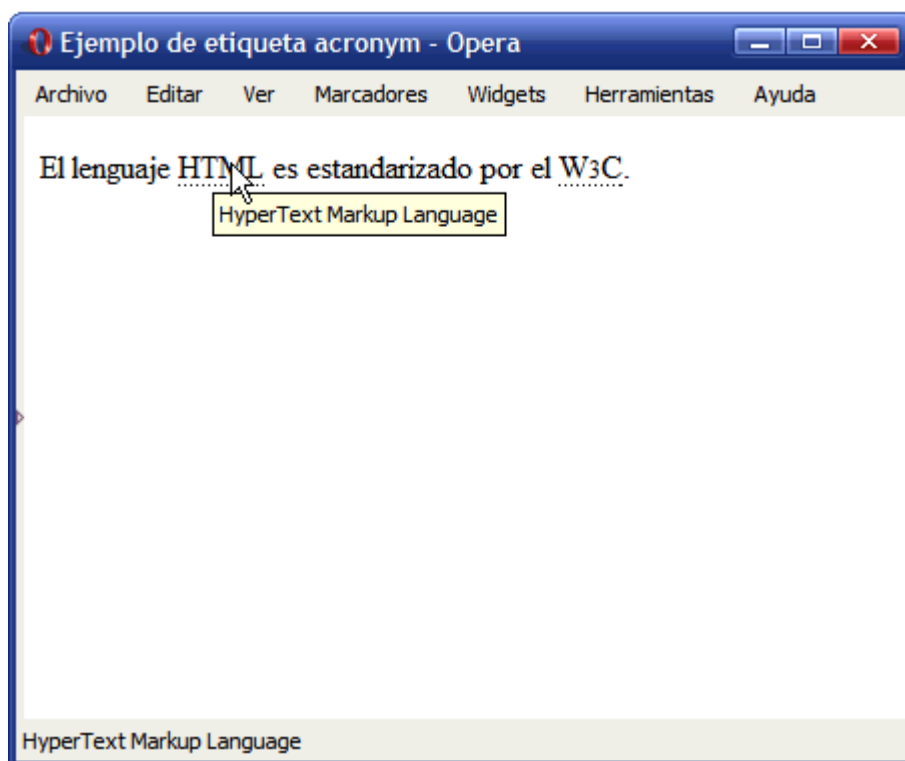 Ejemplo de etiqueta acronym - Opera
Archivo Editar Ver Marcadores Widgets Herramientas Ayuda
El lenguaje HTML es estandarizado por el W3C.
HyperText Markup Language
HyperText Markup Language